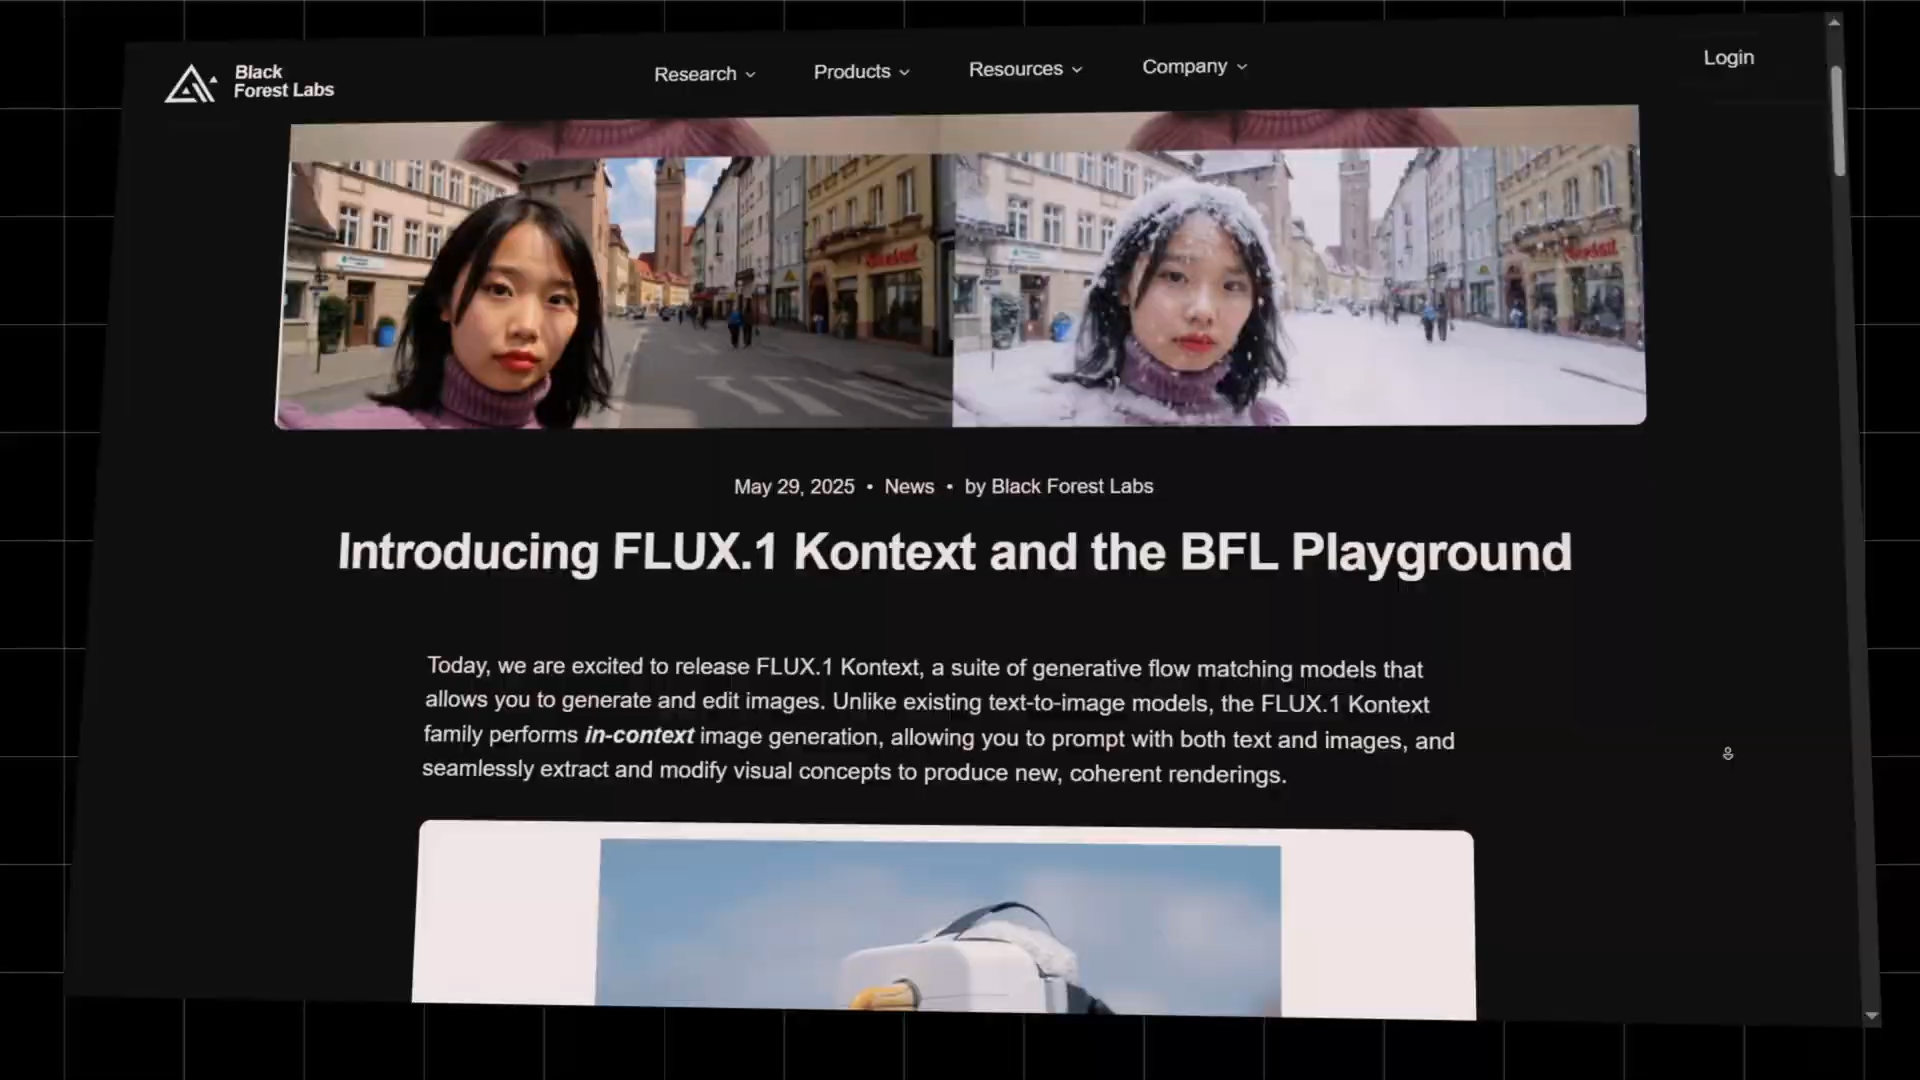 Black
Forest Labs
Research
Products
Resources
Company
Login
May 29, 2025 • News • by Black Forest Labs
Introducing FLUX.1 Kontext and the BFL Playground
Today, we are excited to release FLUX.1 Kontext, a suite of generative flow matching models that
allows you to generate and edit images. Unlike existing text-to-image models, the FLUX.1 Kontext
family performs in-context image generation, allowing you to prompt with both text and images, and
seamlessly extract and modify visual concepts to produce new, coherent renderings.